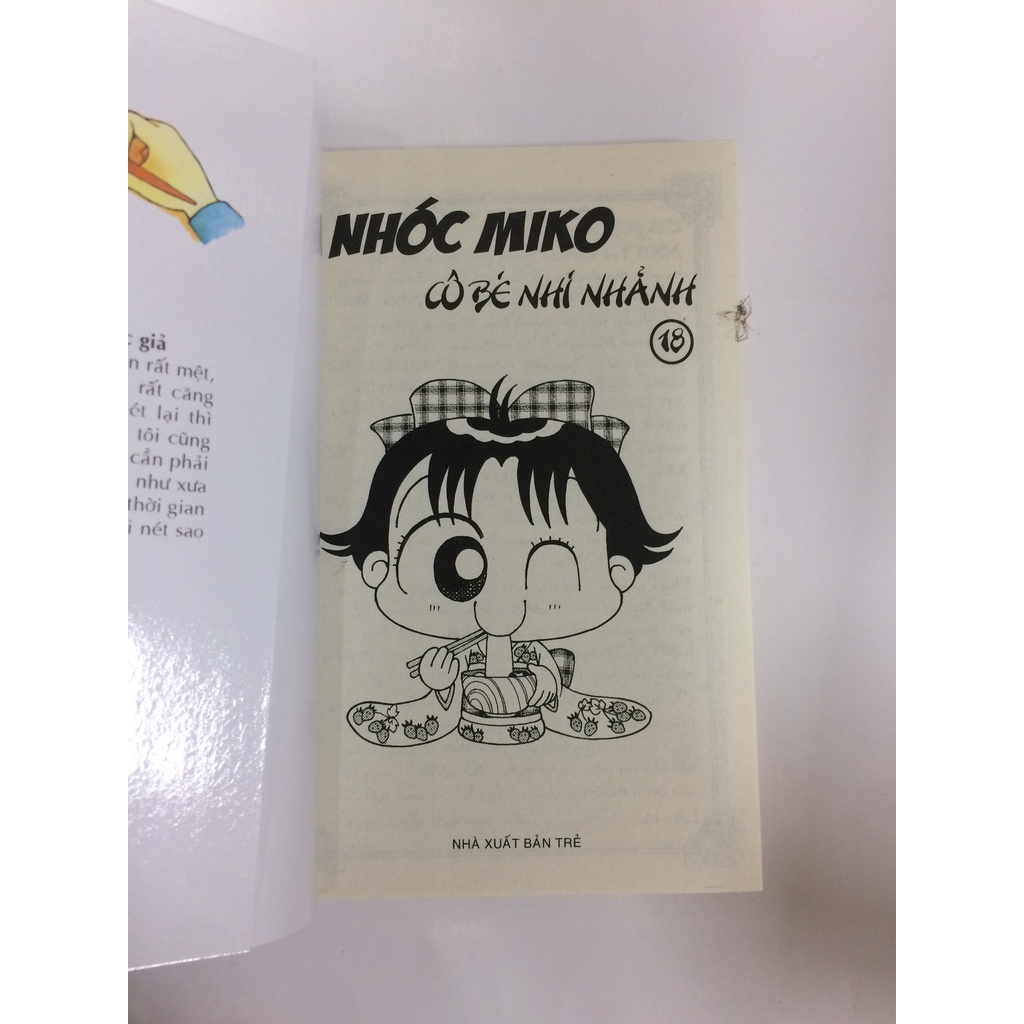 giả
rất mệt,
rất căng
lại thì
tôi cũng
cần phải
như xưa
thời gian
nét sao
NHÓC MIKO
CÔ BÉ NHÍ NHẢNH
18
NHÀ XUẤT BẢN TRẺ